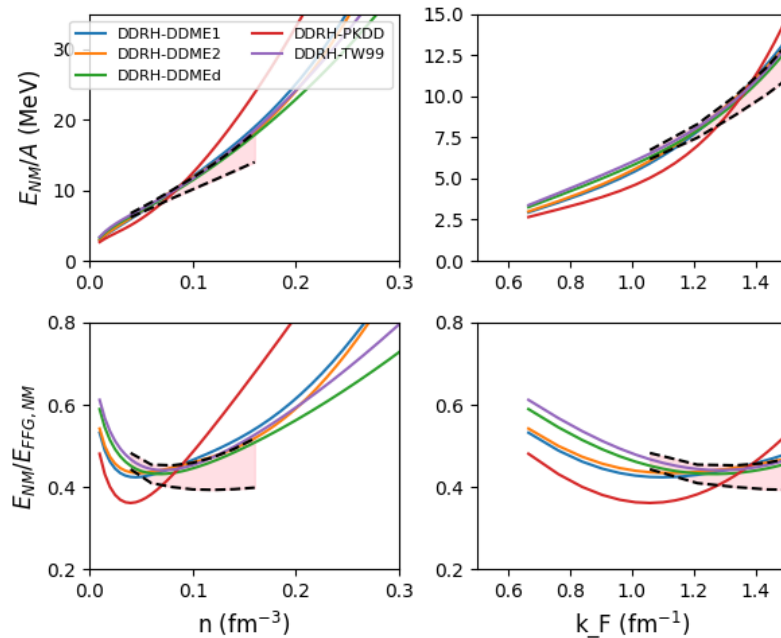 E_NM/A (MeV)
30
20
10
0
DDRH-DDME1
DDRH-DDME2
DDRH-DDMEd
DDRH-PKDD
DDRH-TW99
0.0 0.1 0.2 0.3
15.0
12.5
10.0
7.5
5.0
2.5
0.0
0.6 0.8 1.0 1.2 1.4
E_NM/E_FFG,NM
0.8
0.6
0.4
0.2
0.0 0.1 0.2 0.3
n (fm⁻³)
0.8
0.6
0.4
0.2
0.6 0.8 1.0 1.2 1.4
k_F (fm⁻¹)